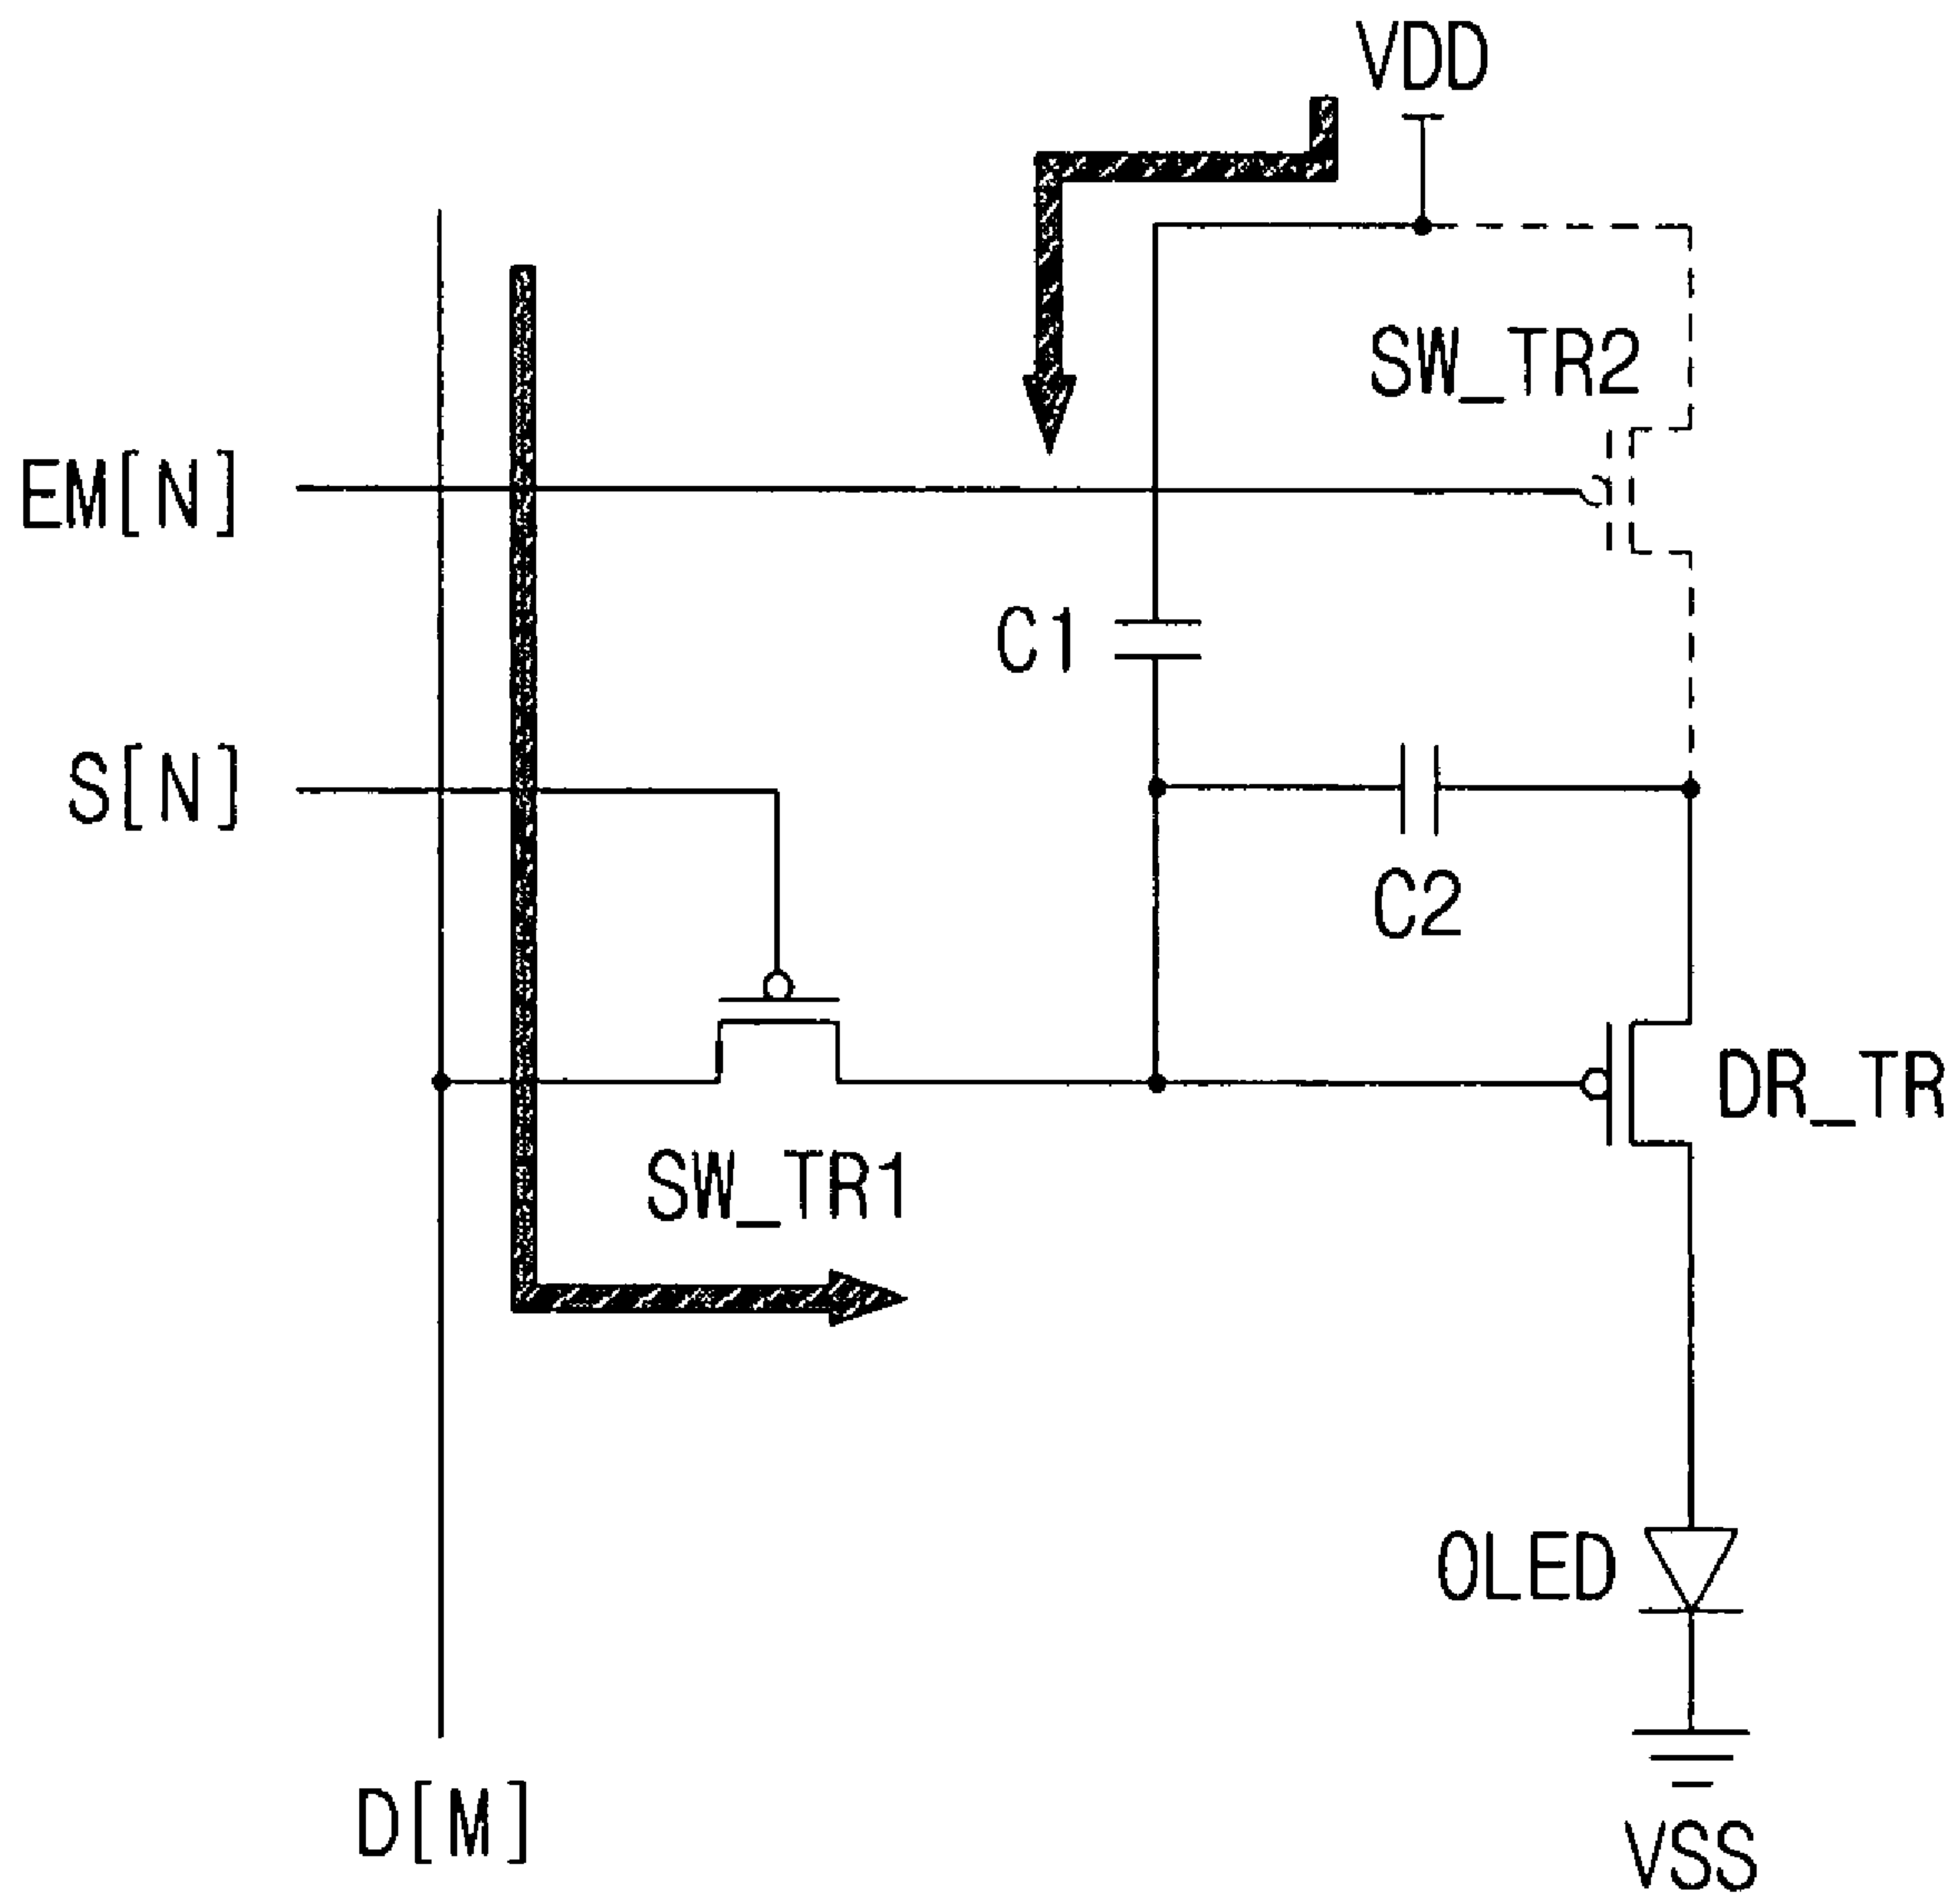 VDD
SW_TR2
EM[N]
C1
S[N]
C2
DR_TR
SW_TR1
OLED
D[M]
VSS